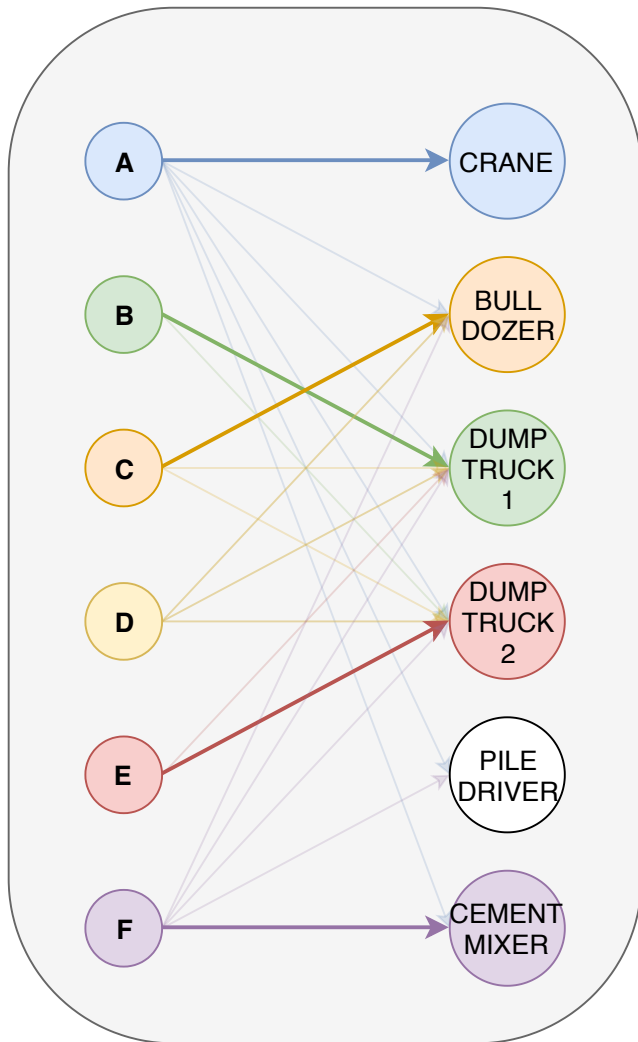 A
CRANE
B
BULL
DOZER
C
DUMP
TRUCK
1
D
DUMP
TRUCK
2
E
PILE
DRIVER
F
CEMENT
MIXER